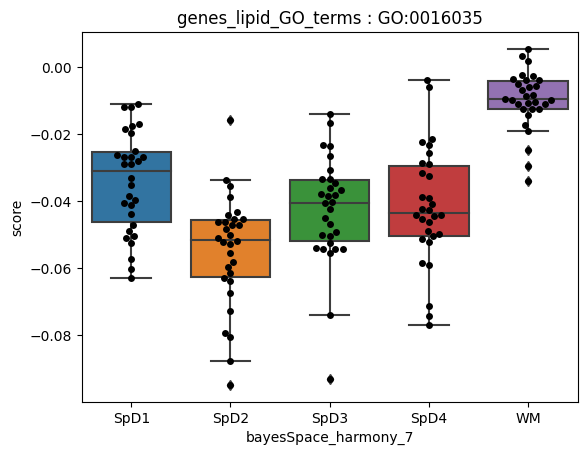 genes_lipid_GO_terms : GO:0016035
0.00
−0.02
−0.04
−0.06
−0.08
score
SpD1 SpD2 SpD3 SpD4 WM
bayesSpace_harmony_7